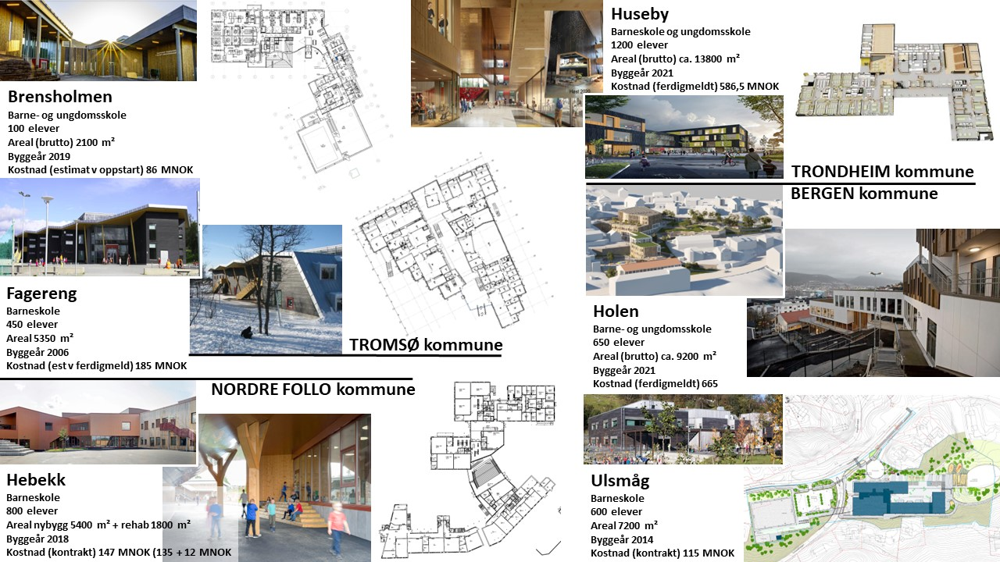 Brensholmen
Barne- og ungdomsskole
100 elever
Areal (brutto) 2100 m²
Byggeår 2019
Kostnad (estimat v oppstart) 86 MNOK
Fagereng
Barneskole
450 elever
Areal 5350 m²
Byggeår 2006
Kostnad (est v ferdigmeld) 185 MNOK
TROMSØ kommune
NORDRE FOLLO kommune
Hebekk
Barneskole
800 elever
Areal nybygg 5400 m² + rehab 1800 m²
Byggeår 2018
Kostnad (kontrakt) 147 MNOK (135 + 12 MNOK
Huseby
Barneskole og ungdomsskole
1200 elever
Areal (brutto) ca. 13800 m²
Byggeår 2021
Kostnad (ferdigmeldt) 586,5 MNOK
Høst 2020
TRONDHEIM kommune
BERGEN kommune
Holen
Barne- og ungdomsskole
650 elever
Areal (brutto) ca. 9200 m²
Byggeår 2021
Kostnad (ferdigmeldt) 665
Ulsmåg
Barneskole
600 elever
Areal 7200 m²
Byggeår 2014
Kostnad (kontrakt) 115 MNOK